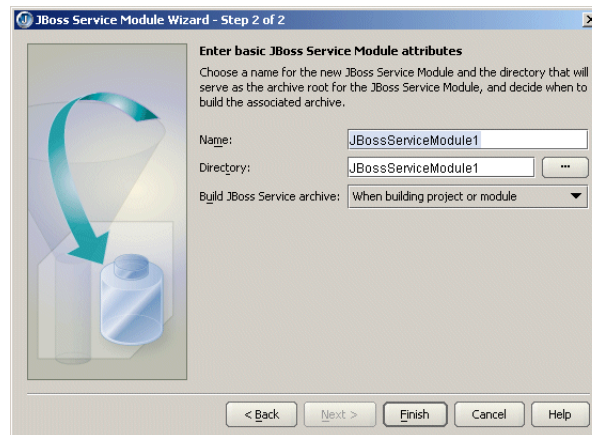 JBoss Service Module Wizard - Step 2 of 2
Enter basic JBoss Service Module attributes
Choose a name for the new JBoss Service Module and the directory that will
serve as the archive root for the JBoss Service Module, and decide when to
build the associated archive.
Name: JBossServiceModule1
Directory: JBossServiceModule1 ...
Build JBoss Service archive: When building project or module
< Back Next > Finish Cancel Help